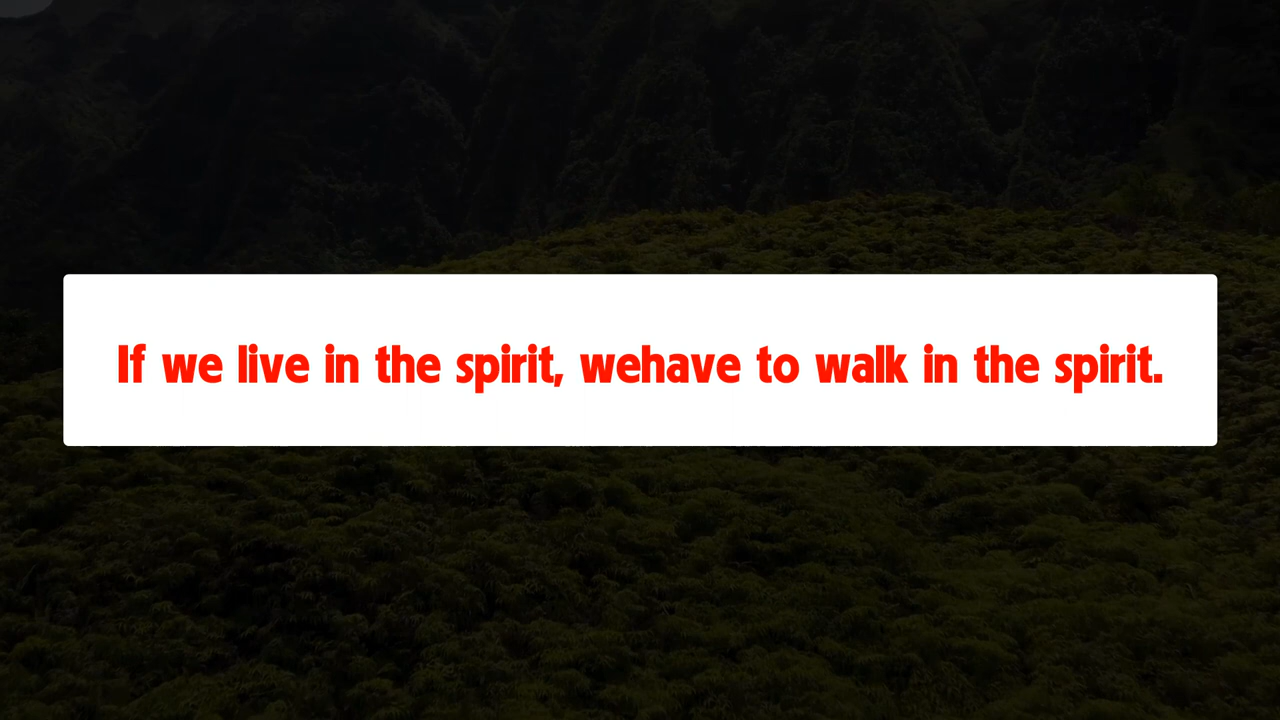 If we live in the spirit, wehave to walk in the spirit.